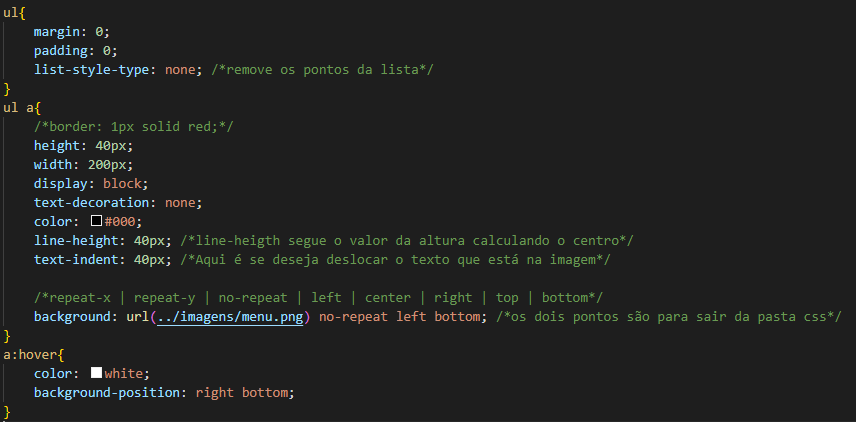 ul{
    margin: 0;
    padding: 0;
    list-style-type: none; /*remove os pontos da lista*/
}
ul a{
    /*border: 1px solid red;*/
    height: 40px;
    width: 200px;
    display: block;
    text-decoration: none;
    color: #000;
    line-height: 40px; /*line-heigth segue o valor da altura calculando o centro*/
    text-indent: 40px; /*Aqui é se deseja deslocar o texto que está na imagem*/

    /*repeat-x | repeat-y | no-repeat | left | center | right | top | bottom*/
    background: url(../imagens/menu.png) no-repeat left bottom; /*os dois pontos são para sair da pasta css*/
}
a:hover{
    color: white;
    background-position: right bottom;
}